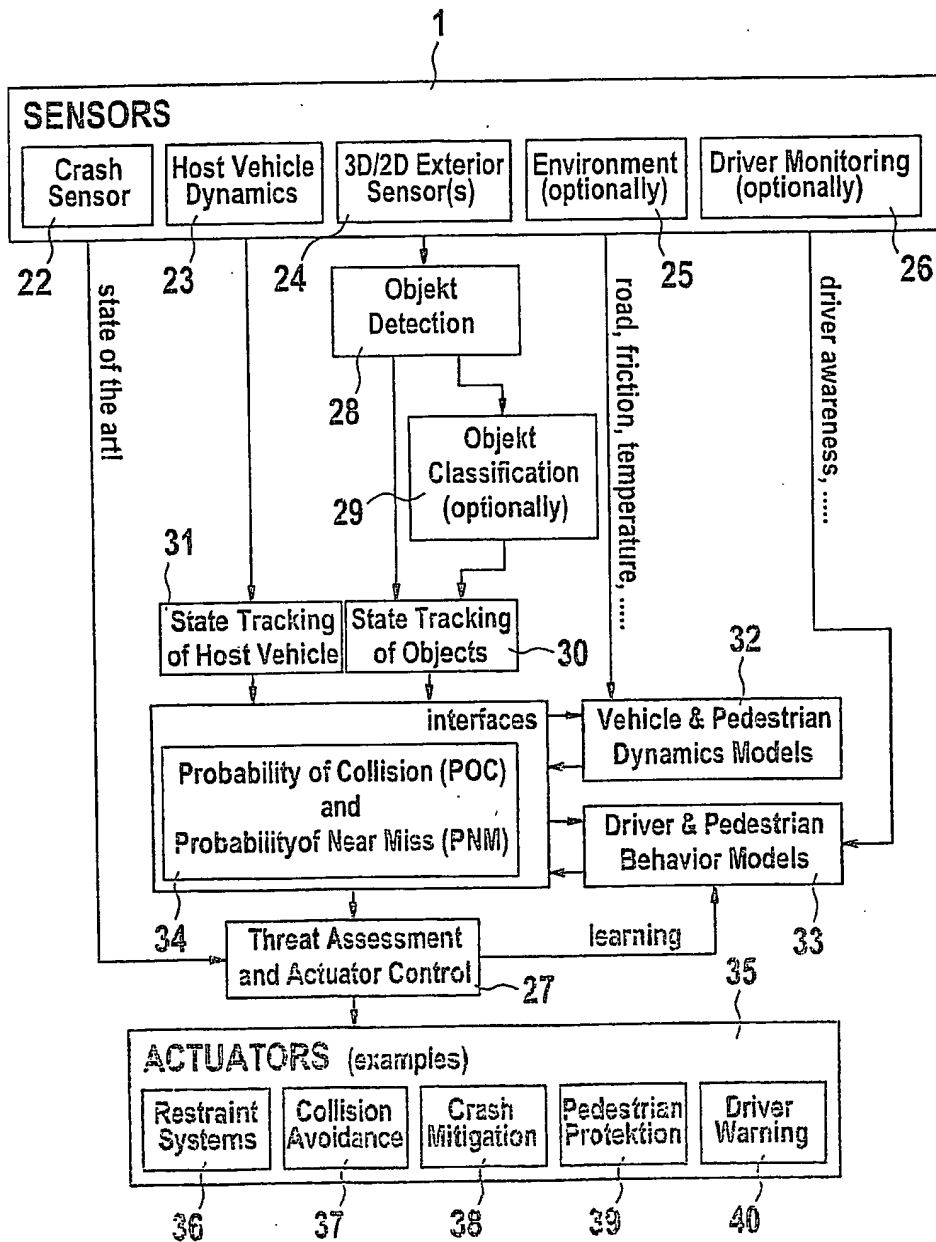 1
SENSORS
Crash
Sensor
Host Vehicle
Dynamics
3D/2D Exterior
Sensor(s)
Environment
(optionally)
Driver Monitoring
(optionally)
22
23
24
25
26
state of the art!
Objekt
Detection
28
road, friction, temperature, ......
driver awareness, .....
Objekt
Classification
(optionally)
29
31
State Tracking
of Host Vehicle
State Tracking
of Objects
30
32
interfaces
Vehicle & Pedestrian
Dynamics Models
Probability of Collision (POC)
and
Probabilityof Near Miss (PNM)
Driver & Pedestrian
Behavior Models
34
33
Threat Assessment
and Actuator Control
learning
27
35
ACTUATORS (examples)
Restraint
Systems
Collision
Avoidance
Crash
Mitigation
Pedestrian
Protektion
Driver
Warning
36
37
38
39
40